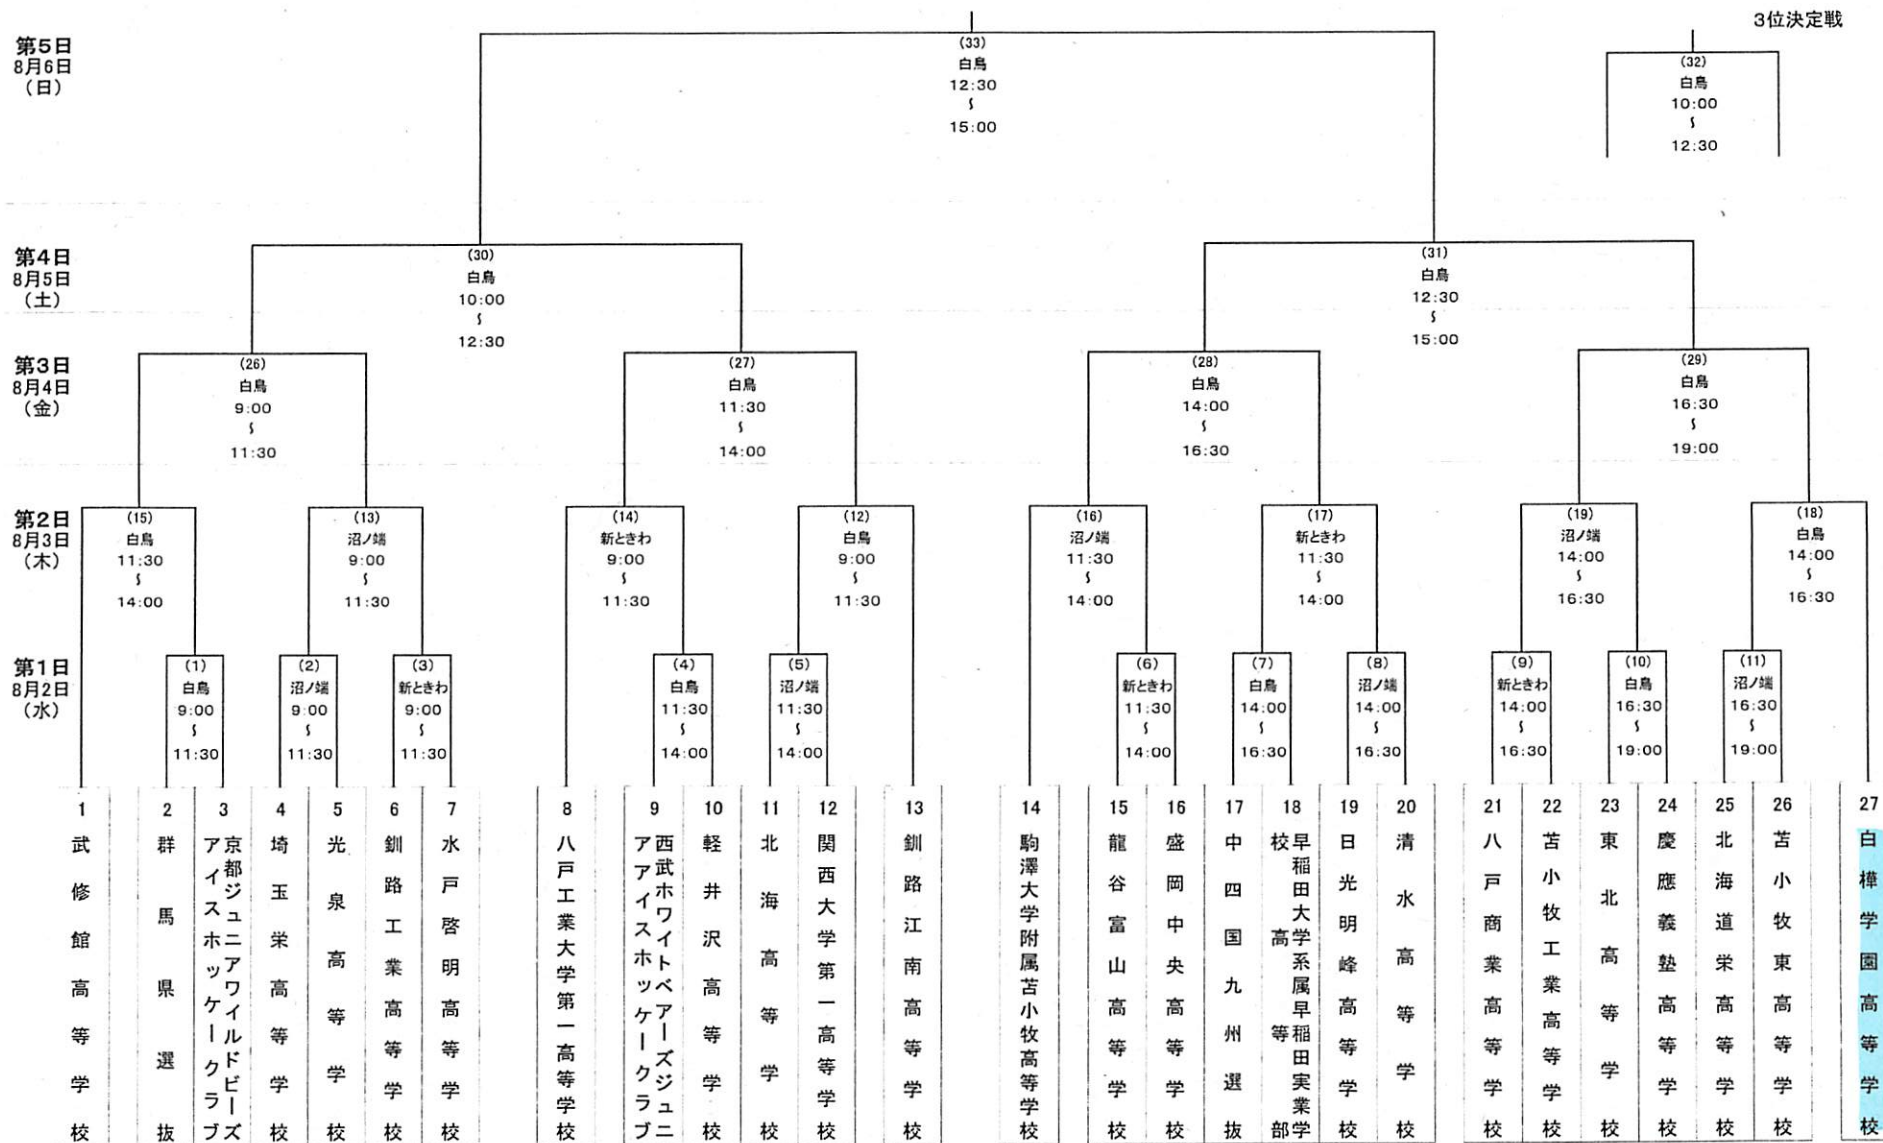 3位決定戦
第5日
8月6日
（日）
(33)
白鳥
12:30
～
15:00
(32)
白鳥
10:00
～
12:30
第4日
8月5日
（土）
(30)
白鳥
10:00
～
12:30
(31)
白鳥
12:30
～
15:00
第3日
8月4日
（金）
(26)
白鳥
9:00
～
11:30
(27)
白鳥
11:30
～
14:00
(28)
白鳥
14:00
～
16:30
(29)
白鳥
16:30
～
19:00
第2日
8月3日
（木）
(15)
白鳥
11:30
～
14:00
(13)
沼ノ端
9:00
～
11:30
(14)
新ときわ
9:00
～
11:30
(12)
白鳥
9:00
～
11:30
(16)
沼ノ端
11:30
～
14:00
(17)
新ときわ
11:30
～
14:00
(19)
沼ノ端
14:00
～
16:30
(18)
白鳥
14:00
～
16:30
第1日
8月2日
（水）
(1)
白鳥
9:00
～
11:30
(2)
沼ノ端
9:00
～
11:30
(3)
新ときわ
9:00
～
11:30
(4)
白鳥
11:30
～
14:00
(5)
沼ノ端
11:30
～
14:00
(6)
新ときわ
11:30
～
14:00
(7)
白鳥
14:00
～
16:30
(8)
沼ノ端
14:00
～
16:30
(9)
新ときわ
14:00
～
16:30
(10)
白鳥
16:30
～
19:00
(11)
沼ノ端
16:30
～
19:00
1
武修館高等学校
2
群馬県選抜
3
京都ジュニアワイルドビーーズ
アイスホッケークラブ
4
埼玉栄高等学校
5
光泉高等学校
6
釧路工業高等学校
7
水戸啓明高等学校
8
八戸工業大学第一高等学校
9
西武ホワイトベアーズジュニ
アアイスホッケークラブ
10
軽井沢高等学校
11
北海高等学校
12
関西大学第一高等学校
13
釧路江南高等学校
14
駒澤大学附属苫小牧高等学校
15
龍谷富山高等学校
16
盛岡中央高等学校
17
中四国九州選抜
18
早稲田大学系属早稲田実業学
校高等部
19
日光明峰高等学校
20
清水高等学校
21
八戸商業高等学校
22
苫小牧工業高等学校
23
東北高等学校
24
慶應義塾高等学校
25
北海道栄高等学校
26
苫小牧東高等学校
27
白樺学園高等学校